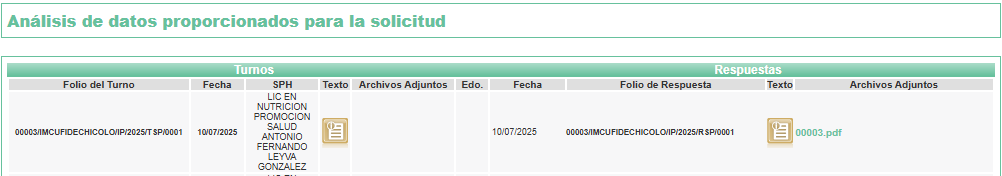 Análisis de datos proporcionados para la solicitud
Turnos Respuestas
Folio del Turno Fecha SPH Texto Archivos Adjuntos Edo. Fecha Folio de Respuesta Texto Archivos Adjuntos
00003/IMCUFIDECHICOLO/IP/2025/TSP/0001 10/07/2025 LIC EN
NUTRICION
PROMOCION
SALUD
ANTONIO
FERNANDO
LEYVA
GONZALEZ
10/07/2025 00003/IMCUFIDECHICOLO/IP/2025/RSP/0001 00003.pdf